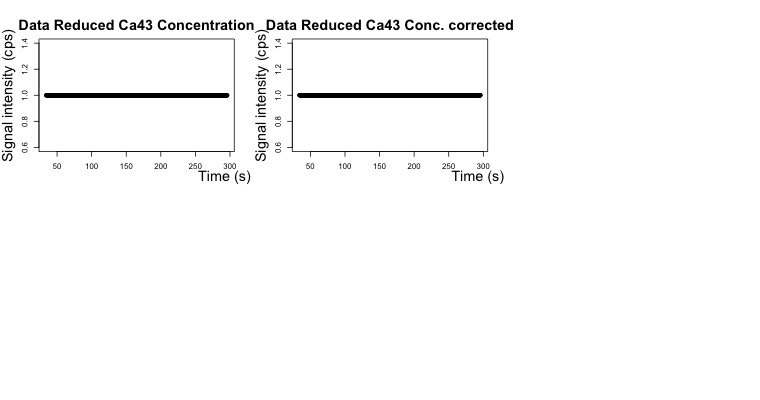 Data Reduced Ca43 Concentration
Signal intensity (cps)
1.4
1.2
1.0
0.8
0.6
50 100 150 200 250 300
Time (s)
Data Reduced Ca43 Conc. corrected
Signal intensity (cps)
1.4
1.2
1.0
0.8
0.6
50 100 150 200 250 300
Time (s)